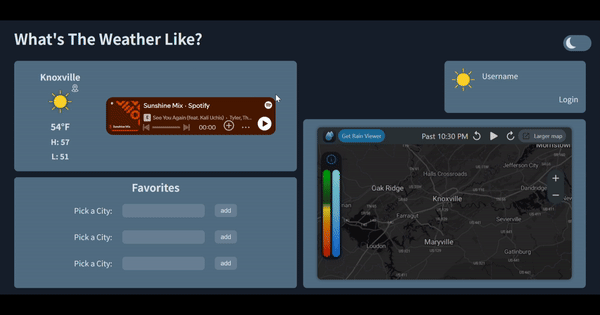 What's The Weather Like?
Knoxville
54°F
H: 57
L: 51
Sunshine Mix
Sunshine Mix · Spotify
E See You Again (feat. Kali Uchis) · Tyler, Th
00:00
Username
Login
Favorites
Pick a City:
add
Pick a City:
add
Pick a City:
add
Get Rain Viewer
Past 10:30 PM
Larger map
Morristown
Jefferson City
Halls Crossroads
Oak Ridge
Dandridge
Knoxville
Farragut
Sevierville
Maryville
Loudon
Gatlinburg